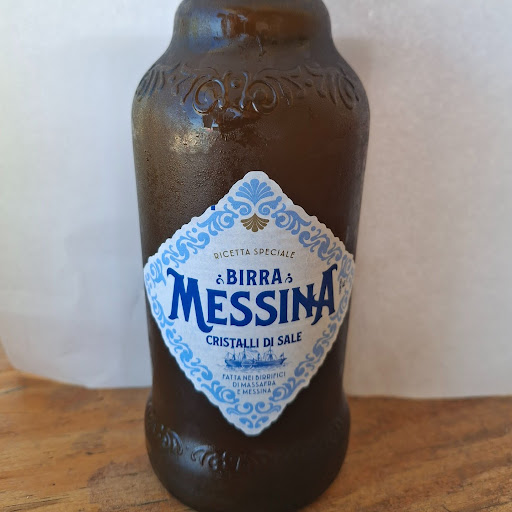 RICETTA SPECIALE
BIRRA
MESSINA
CRISTALLI DI SALE
FATTA NEI BIRRIFICI
DI MASSAFRA
E MESSINA